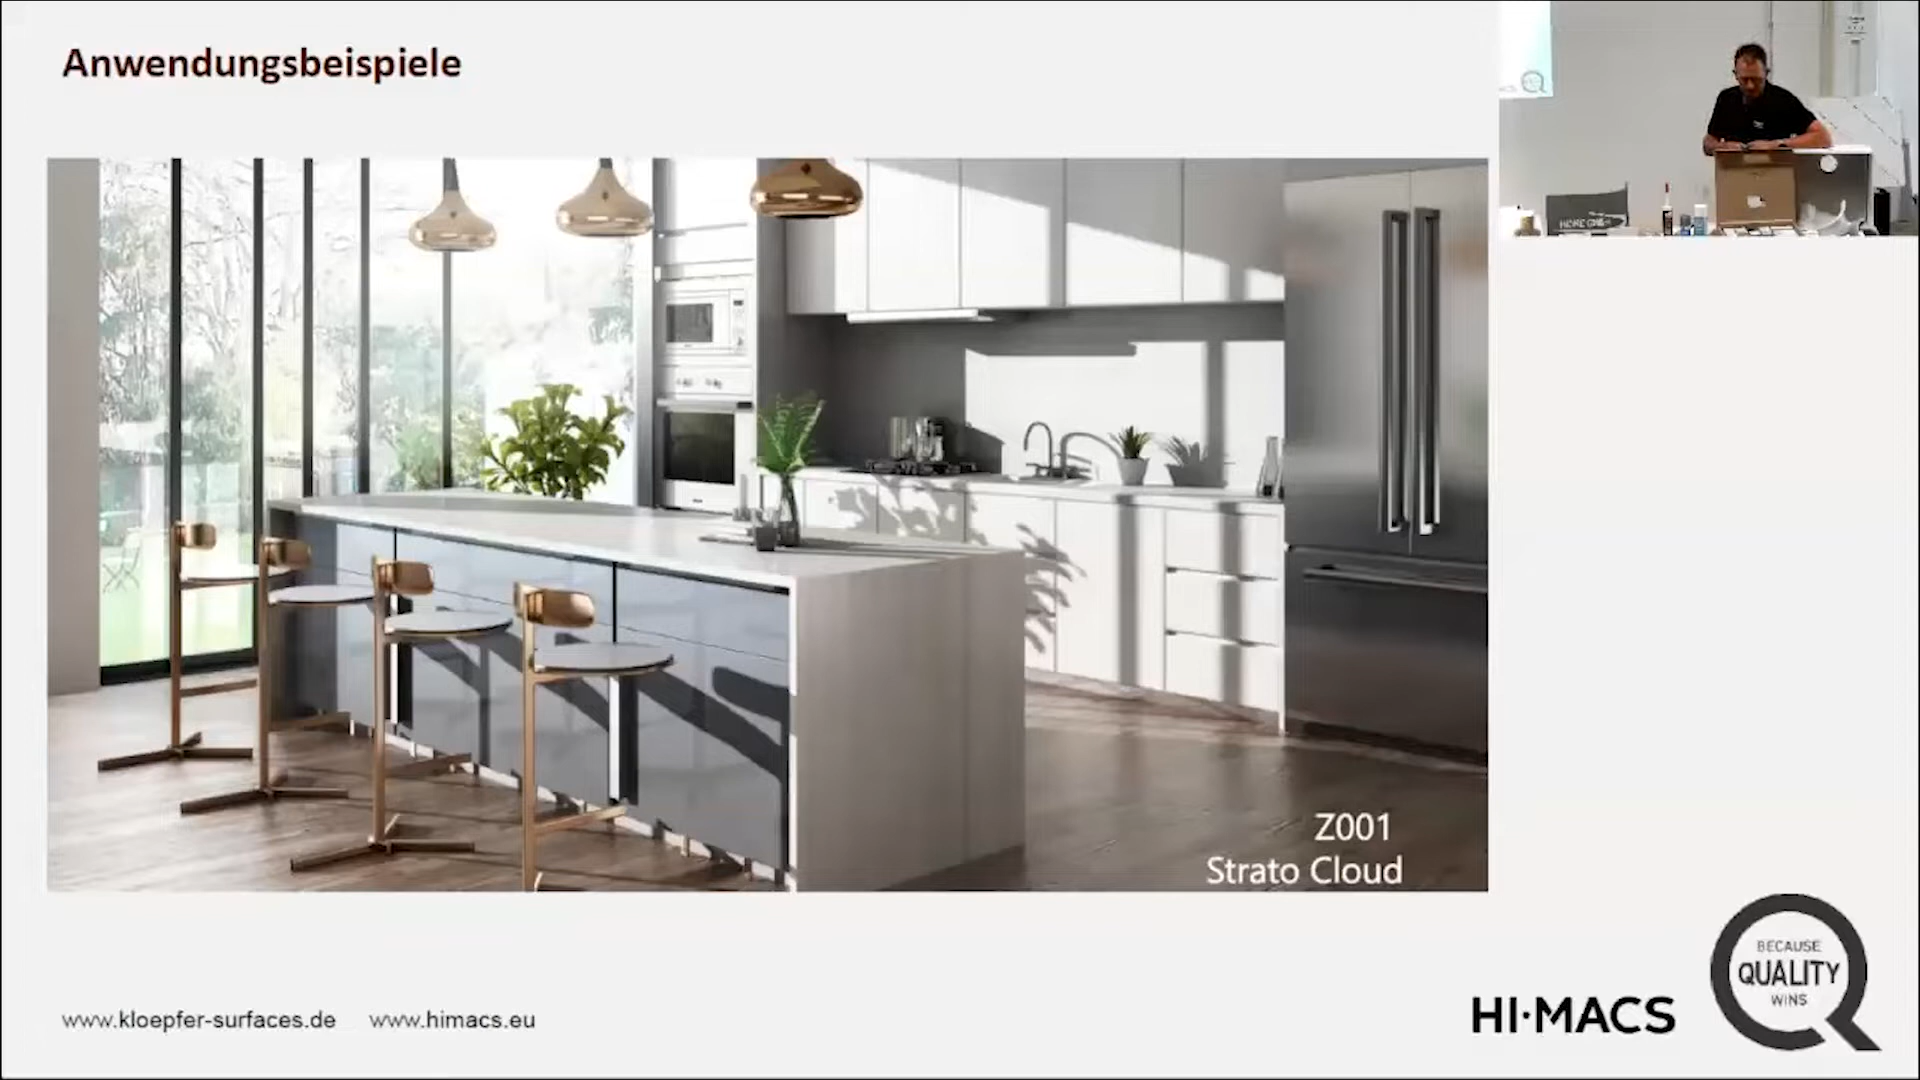 Anwendungsbeispiele
Z001
Strato Cloud
www.kloepfer-surfaces.de www.himacs.eu
HI·MACS
BECAUSE
QUALITY
WINS